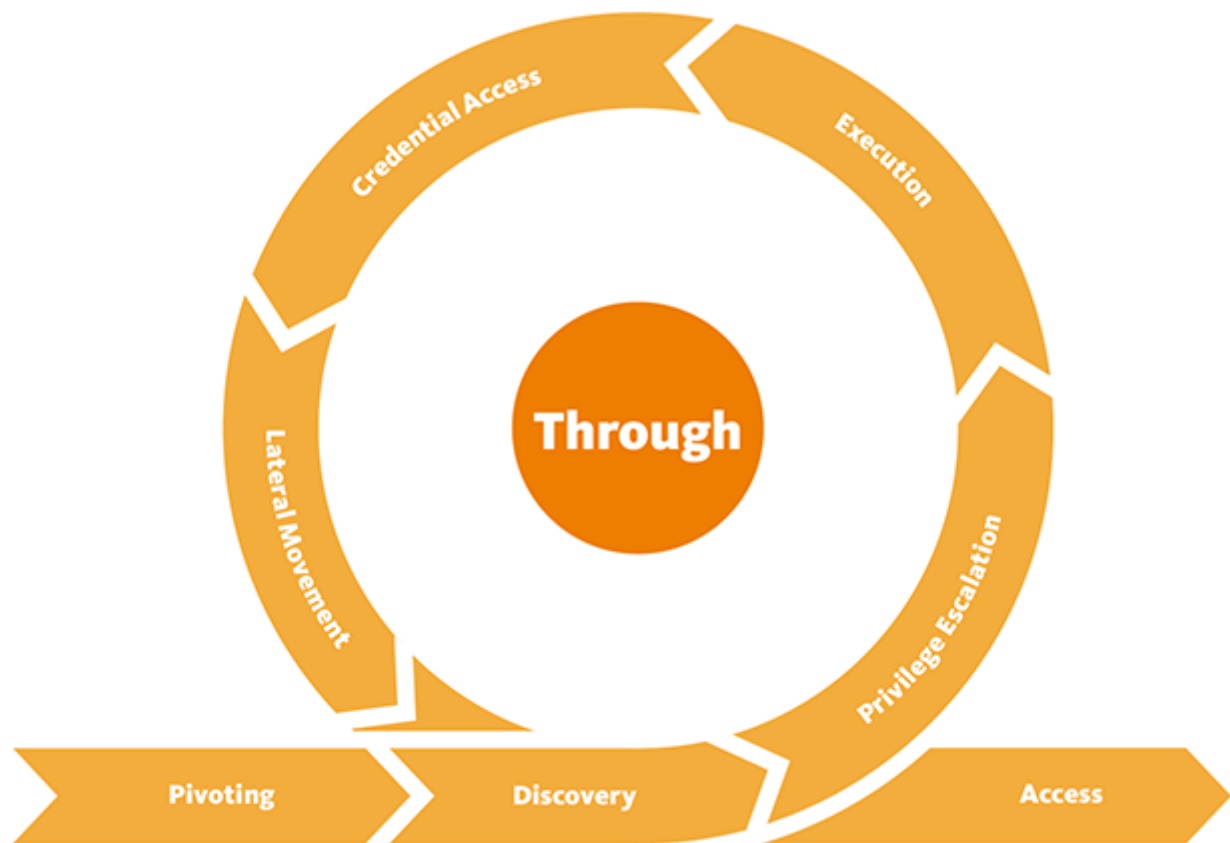 Credential Access
Execution
Through
Lateral Movement
Privilege Escalation
Pivoting
Discovery
Access